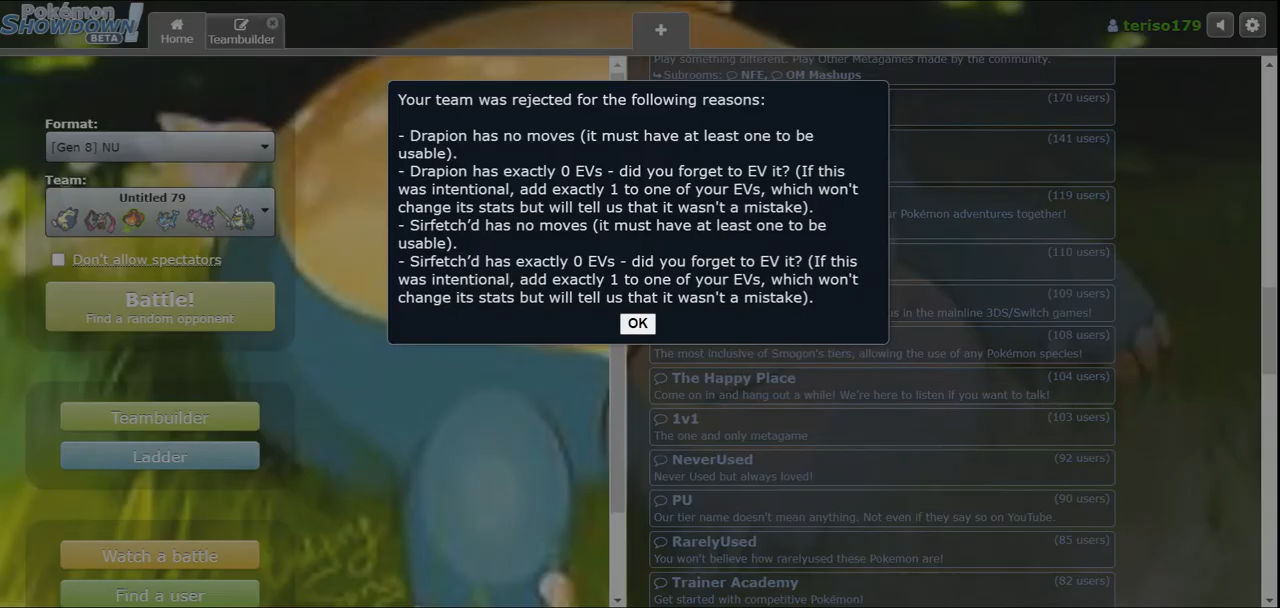 Pokémon
SHOWDOWN!
BETA
Home
Teambuilder
+
teriso179
Format:
[Gen 8] NU
Team:
Untitled 79
Don't allow spectators
Battle!
Find a random opponent
Teambuilder
Ladder
Watch a battle
Find a user
Your team was rejected for the following reasons:
- Drapion has no moves (it must have at least one to be
usable).
- Drapion has exactly 0 EVs - did you forget to EV it? (If this
was intentional, add exactly 1 to one of your EVs, which won't
change its stats but will tell us that it wasn't a mistake).
- Sirfetch’d has no moves (it must have at least one to be
usable).
- Sirfetch’d has exactly 0 EVs - did you forget to EV it? (If this
was intentional, add exactly 1 to one of your EVs, which won't
change its stats but will tell us that it wasn't a mistake).
OK
Play something different. Play Other Metagames made by the community.
↳Subrooms: NFE, OM Mashups
(170 users)
(141 users)
(119 users)
r Pokémon adventures together!
(110 users)
(109 users)
us in the mainline 3DS/Switch games!
(108 users)
The most inclusive of Smogon's tiers, allowing the use of any Pokémon species!
The Happy Place (104 users)
Come on in and hang out a while! We're here to listen if you want to talk!
1v1 (103 users)
The one and only metagame
NeverUsed (92 users)
Never Used but always loved!
PU (90 users)
Our tier name doesn't mean anything. Not even if they say so on YouTube.
RarelyUsed (85 users)
You won't believe how rarelyused these Pokemon are!
Trainer Academy (82 users)
Get started with competitive Pokémon!